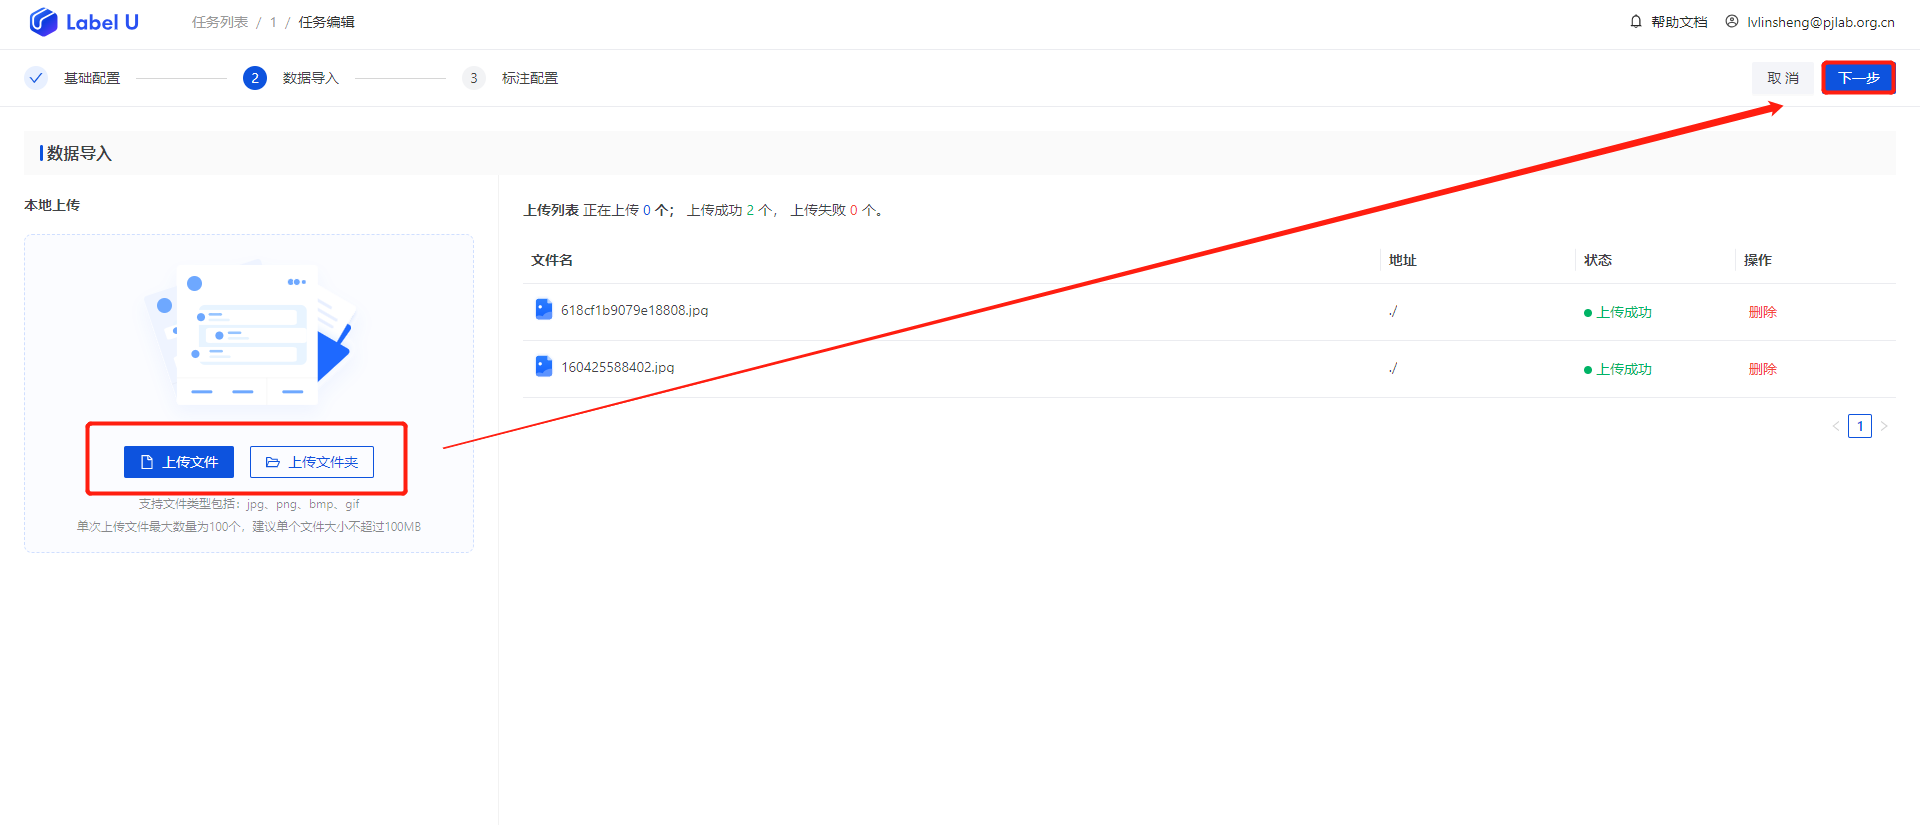 Label U
任务列表 / 1 / 任务编辑
帮助文档
lvlinsheng@pjlab.org.cn
基础配置
2 数据导入
3 标注配置
取 消
下一步
数据导入
本地上传
上传文件
上传文件夹
支持文件类型包括：jpg、png、bmp、gif
单次上传文件最大数量为100个，建议单个文件大小不超过100MB
上传列表 正在上传 0 个； 上传成功 2 个， 上传失败 0 个。
文件名 地址 状态 操作
618cf1b9079e18808.jpg ./ 上传成功 删除
160425588402.jpg ./ 上传成功 删除
< 1 >